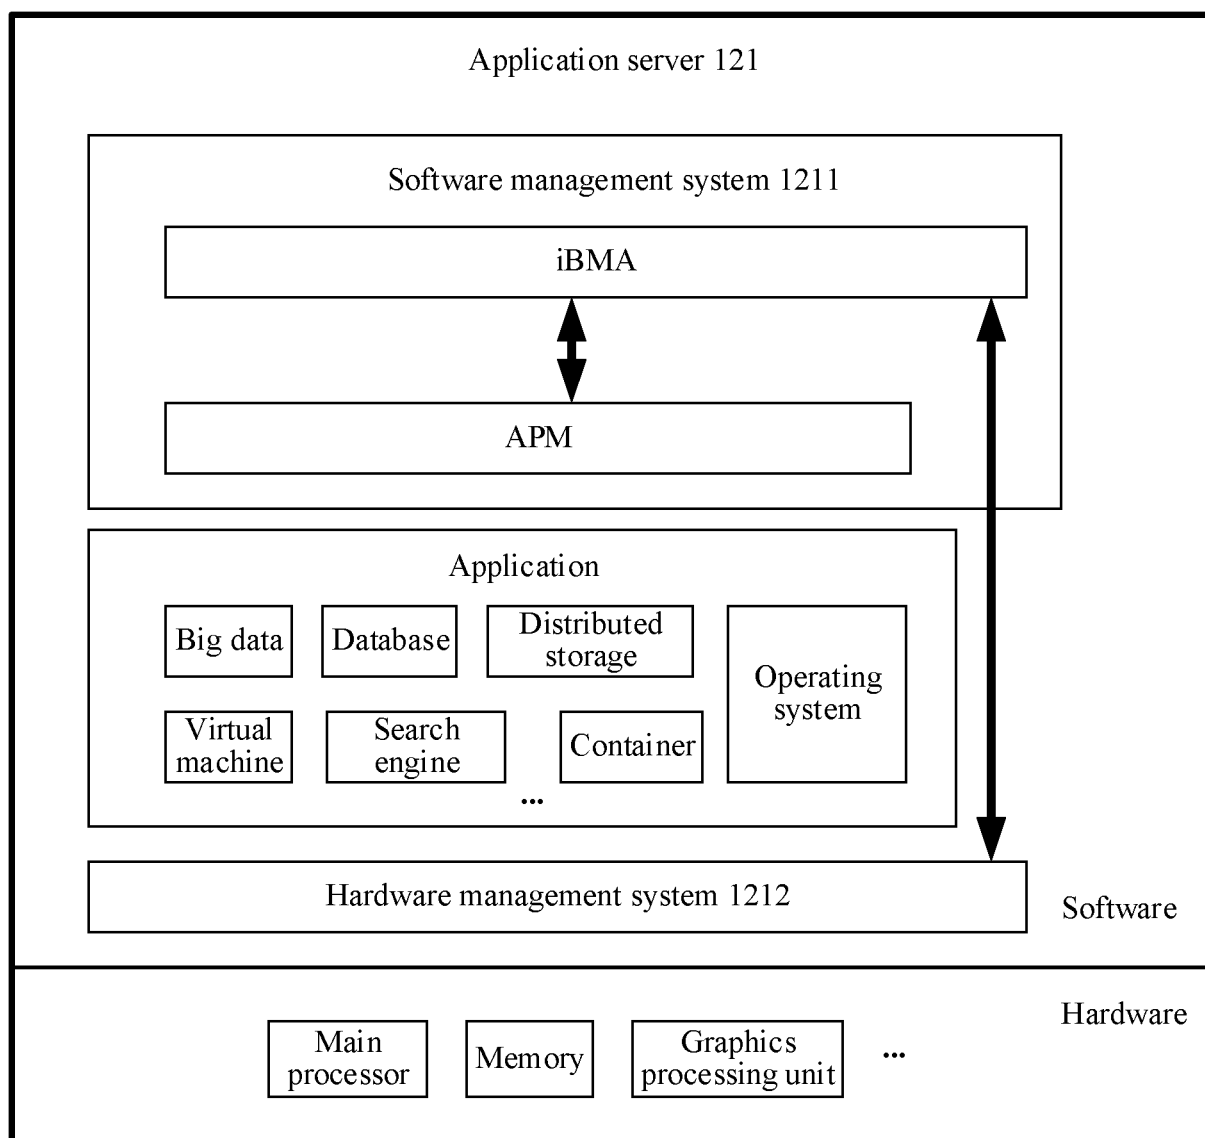 Application server 121
Software management system 1211
iBMA
APM
Application
Big data
Database
Distributed
storage
Operating
system
Virtual
machine
Search
engine
Container
...
Hardware management system 1212
Software
Hardware
Main
processor
Memory
Graphics
processing unit
...